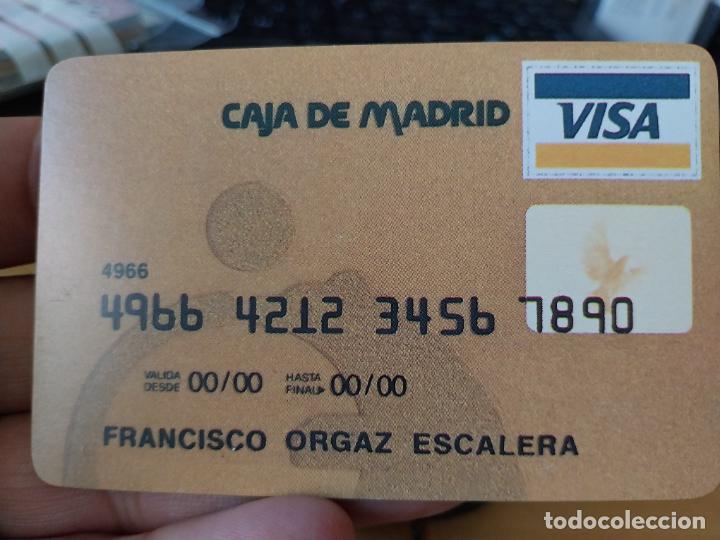 CAJA DE MADRID
VISA
4966
4966 4212 3456 7890
VALIDA DESDE 00/00 HASTA FINAL 00/00
FRANCISCO ORGAZ ESCALERA
todocoleccion.net